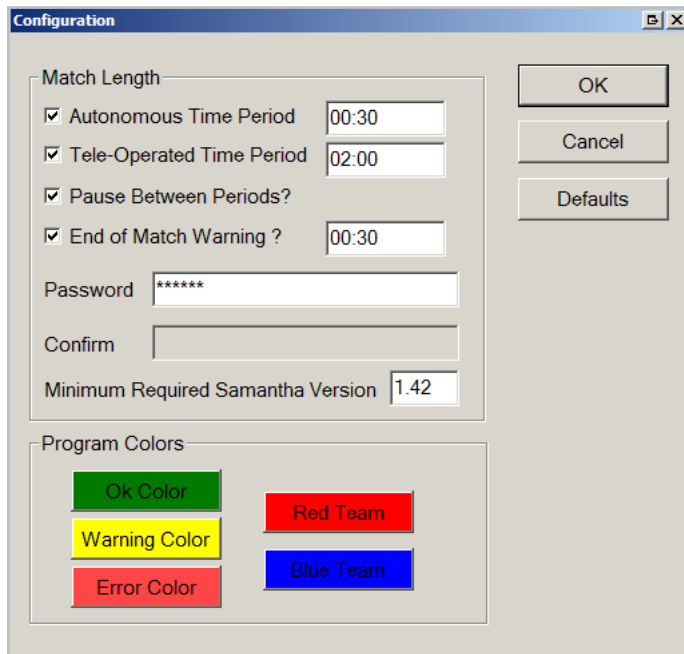 Configuration
Match Length
Autonomous Time Period 00:30
Tele-Operated Time Period 02:00
Pause Between Periods?
End of Match Warning ? 00:30
Password ******
Confirm
Minimum Required Samantha Version 1.42
OK
Cancel
Defaults
Program Colors
Ok Color
Warning Color
Error Color
Red Team
Blue Team